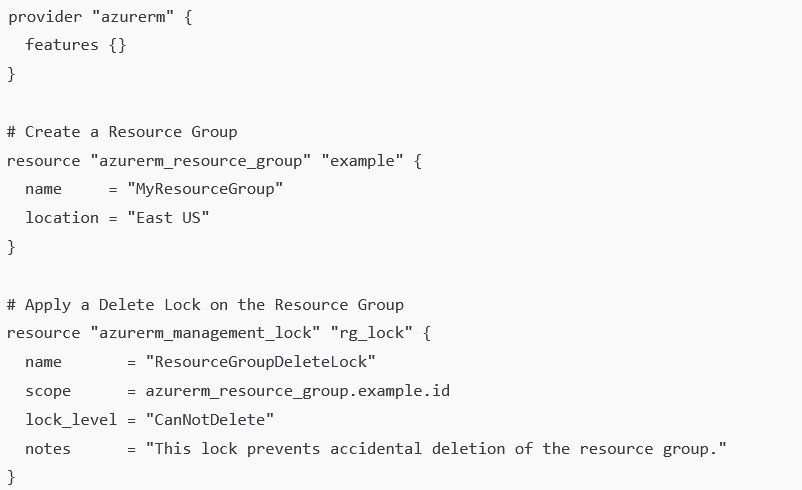 provider "azurerm" {
  features {}
}

# Create a Resource Group
resource "azurerm_resource_group" "example" {
  name     = "MyResourceGroup"
  location = "East US"
}

# Apply a Delete Lock on the Resource Group
resource "azurerm_management_lock" "rg_lock" {
  name       = "ResourceGroupDeleteLock"
  scope      = azurerm_resource_group.example.id
  lock_level = "CanNotDelete"
  notes      = "This lock prevents accidental deletion of the resource group."
}